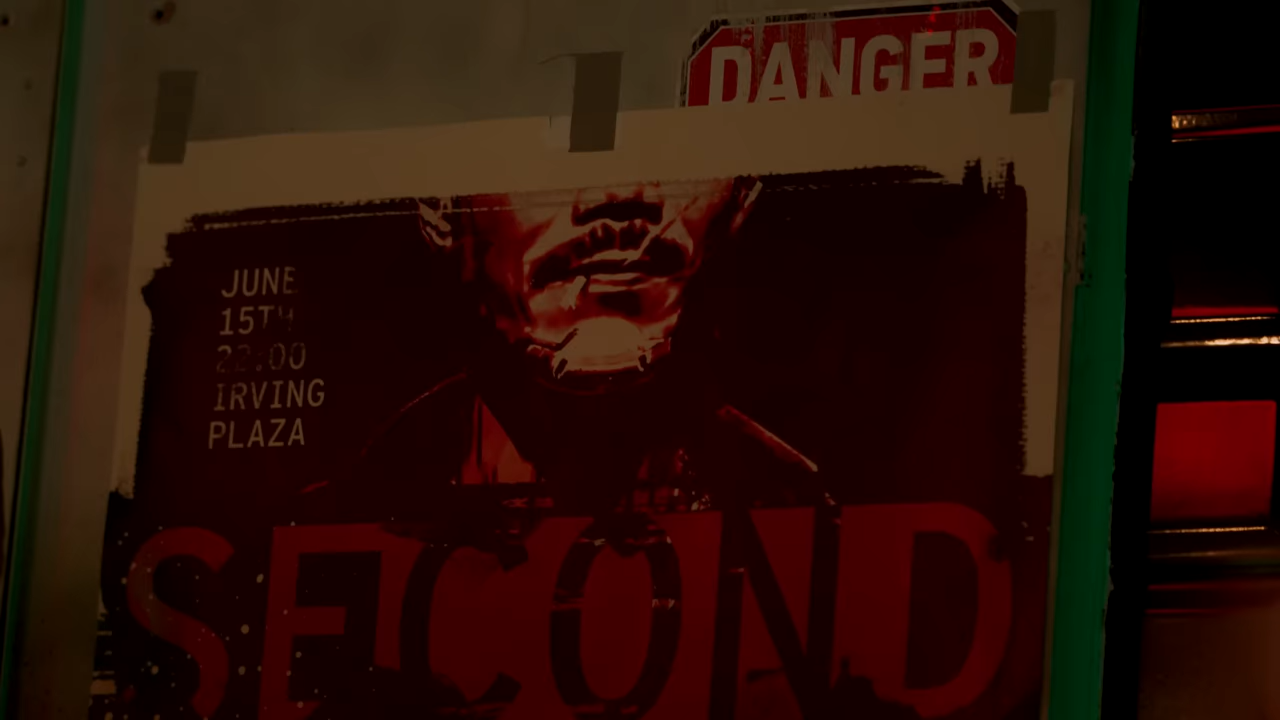 DANGER
JUNE
15TH
22:00
IRVING
PLAZA
SECOND